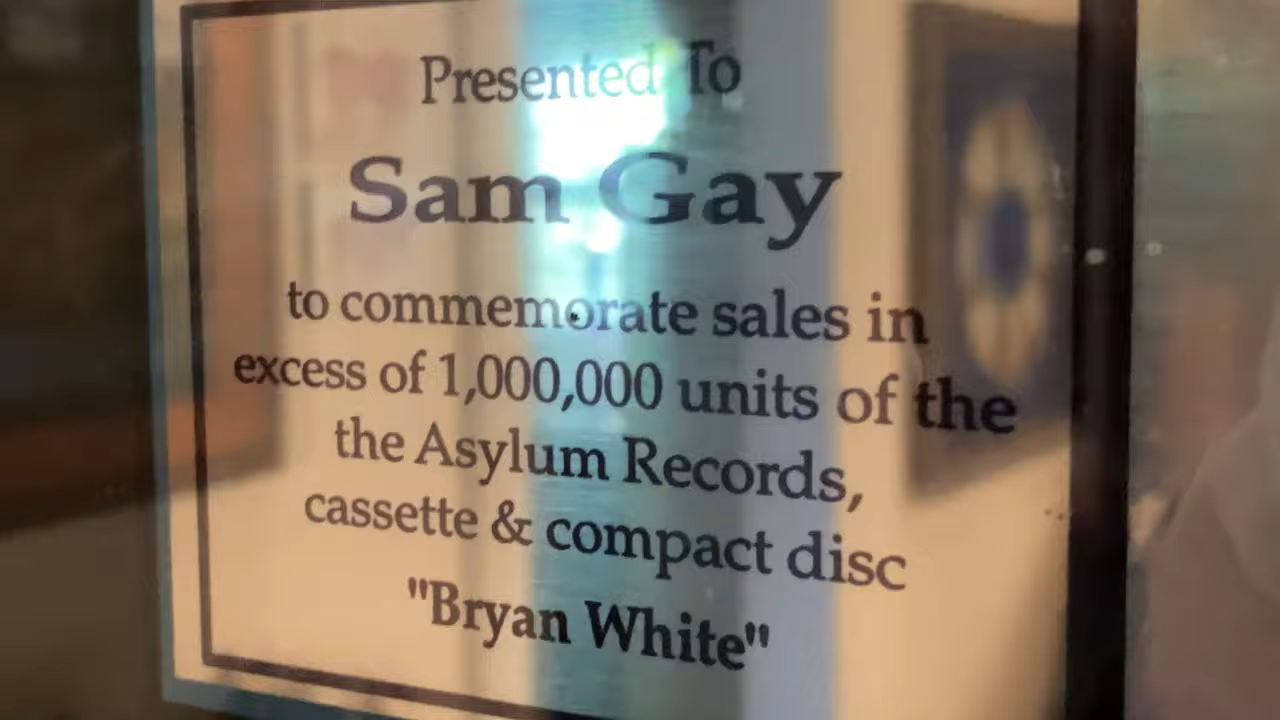 Presented To
Sam Gay
to commemorate sales in
excess of 1,000,000 units of the
the Asylum Records,
cassette & compact disc
"Bryan White"